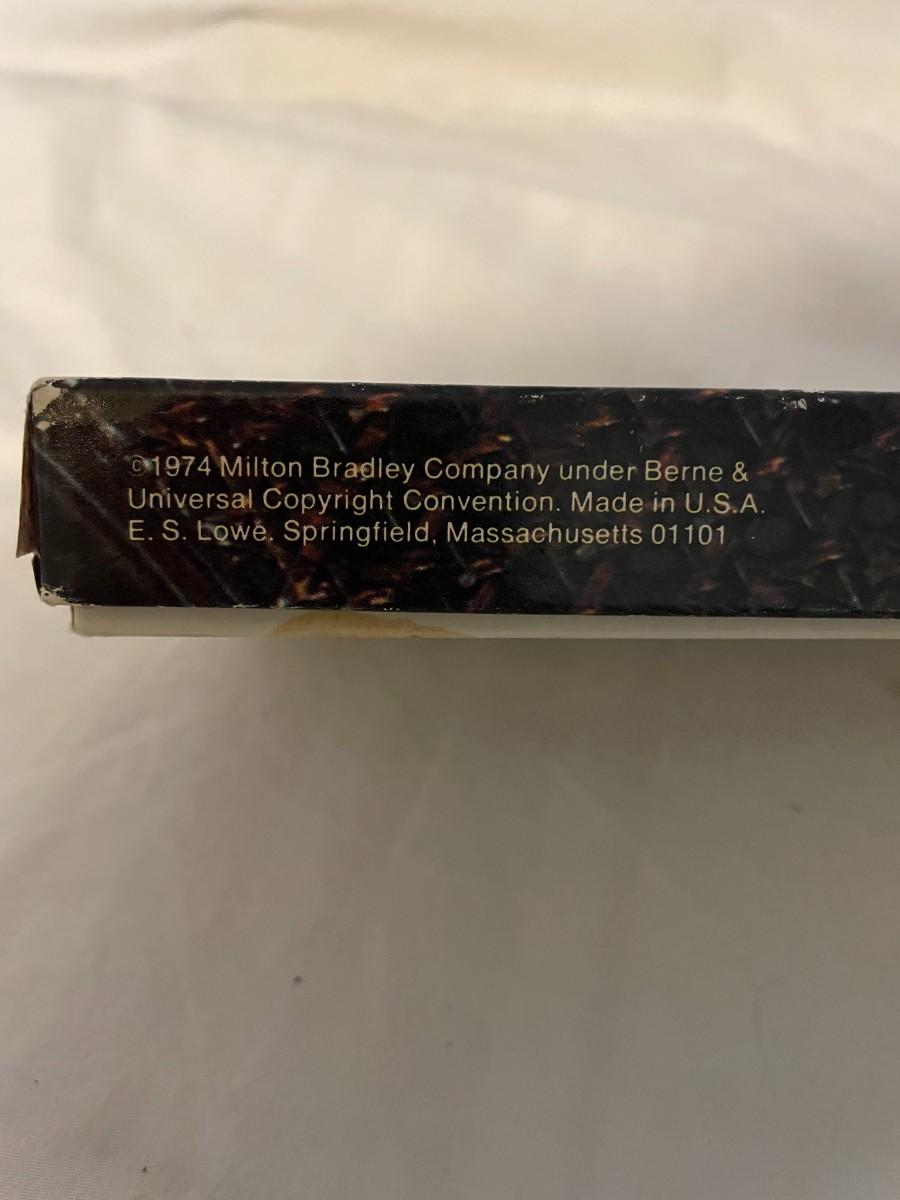 ©1974 Milton Bradley Company under Berne &
Universal Copyright Convention. Made in U.S.A.
E. S. Lowe. Springfield, Massachusetts 01101